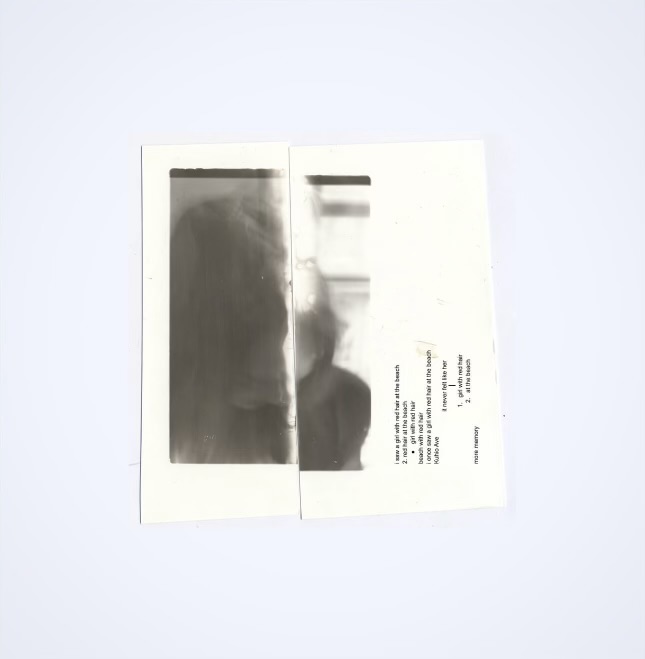 i saw a girl with red hair at the beach
2. red hair at the beach
• girl with red hair
beach with red hair
i once saw a girl with red hair at the beach
Kuhio Ave
it never felt like her
1. girl with red hair
2. at the beach
more memory